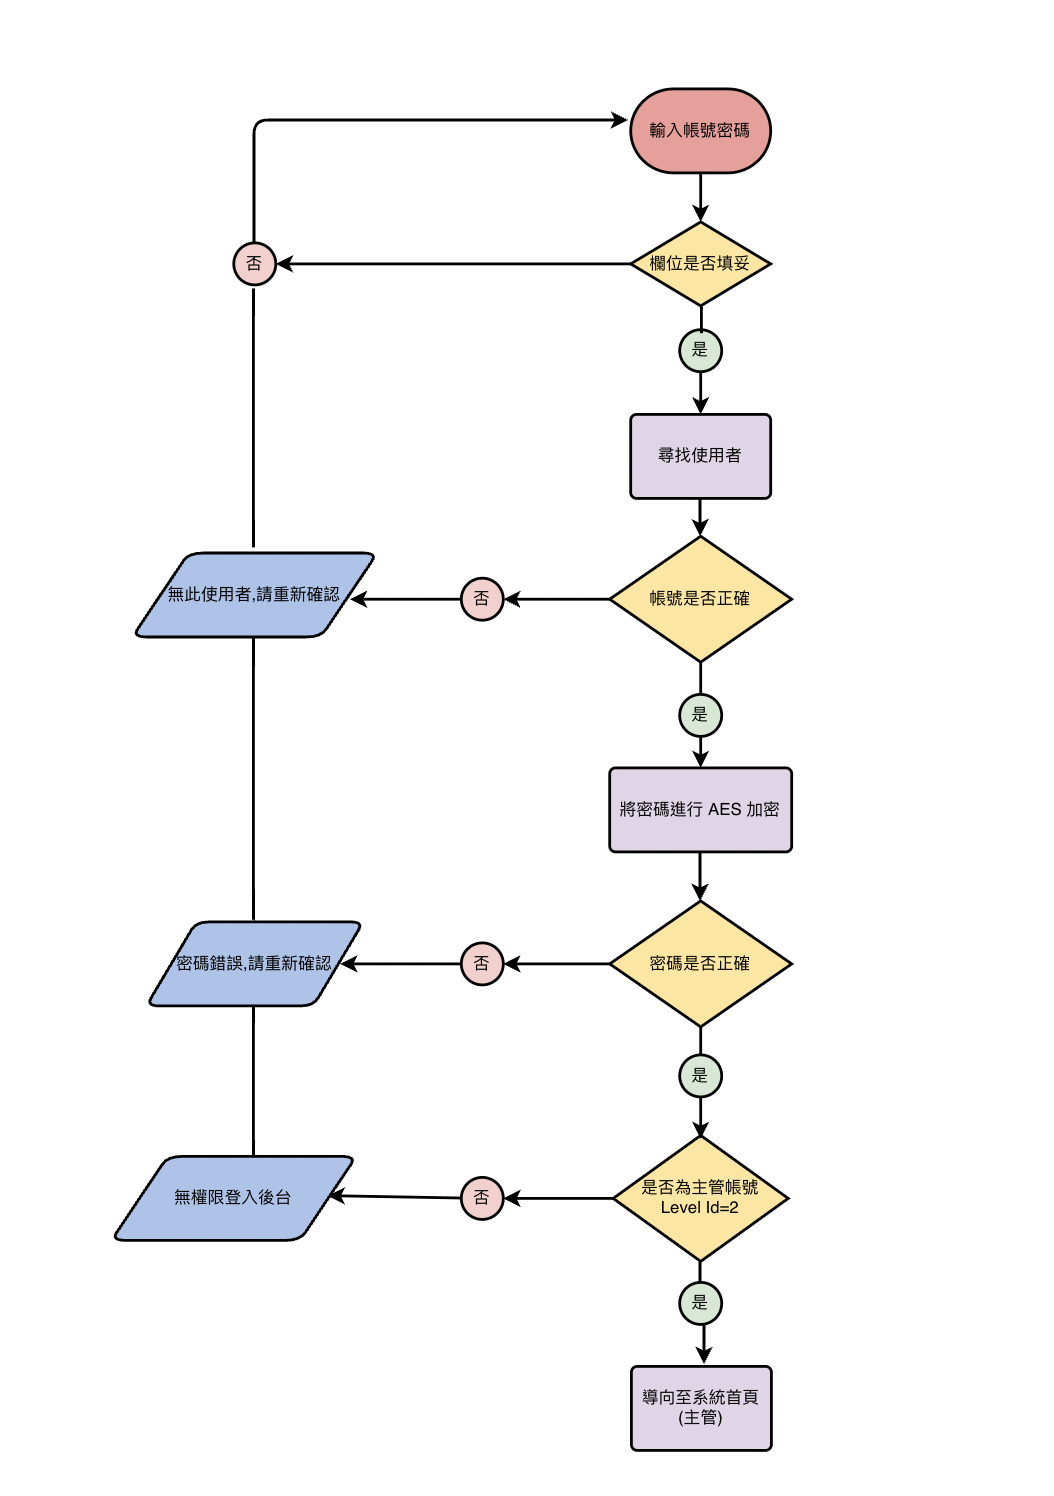 輸入帳號密碼
欄位是否填妥
否
是
尋找使用者
帳號是否正確
否
無此使用者,請重新確認
是
將密碼進行 AES 加密
密碼是否正確
否
密碼錯誤,請重新確認
是
是否為主管帳號
Level Id=2
否
無權限登入後台
是
導向至系統首頁
(主管)